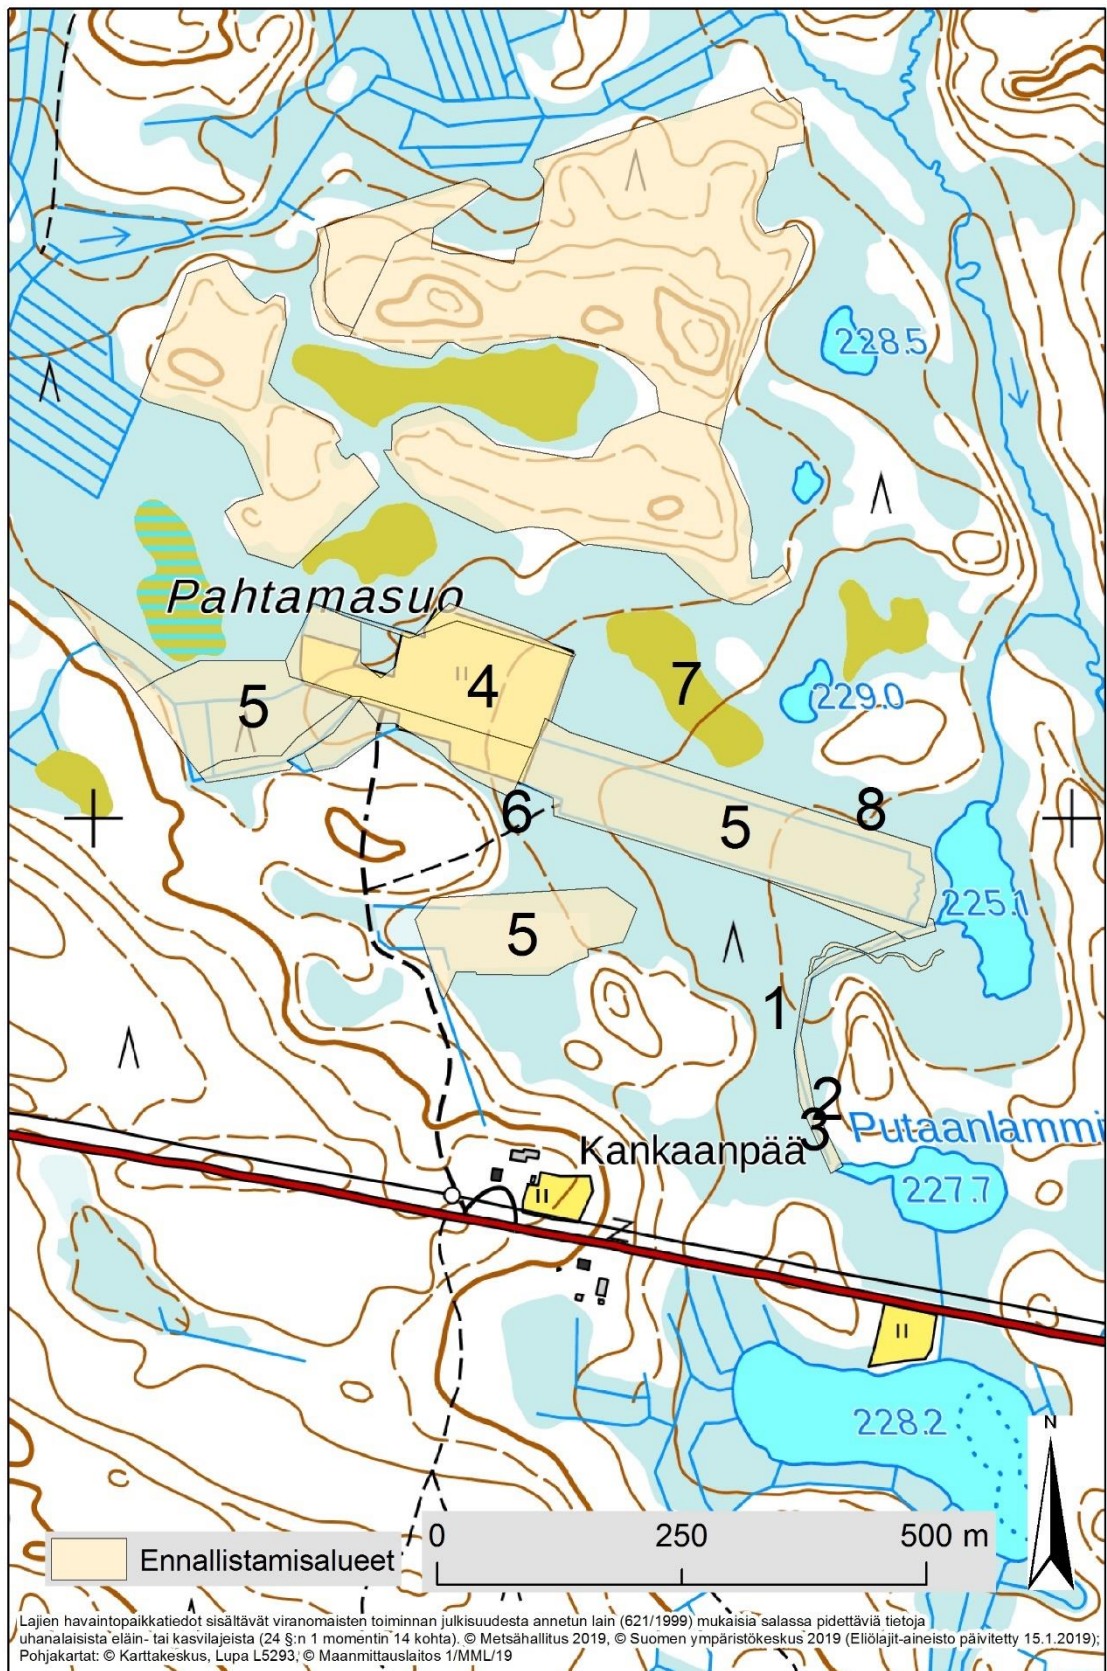 228.5
Pahtamasuo
4
7
229.0
5
6
5
8
225.1
5
1
2
3
Putaanlammi
Kankaanpää
227.7
228.2
N
0 250 500 m
Ennallistamisalueet
Lajien havaintopaikkatiedot sisältävät viranomaisten toiminnan julkisuudesta annetun lain (621/1999) mukaisia salassa pidettäviä tietoja
uhanalaisista eläin- tai kasvilajeista (24 §:n 1 momentin 14 kohta). © Metsähallitus 2019, © Suomen ympäristökeskus 2019 (Eliölajit-aineisto päivitetty 15.1.2019);
Pohjakartat: © Karttakeskus, Lupa L5293, © Maanmittauslaitos 1/MML/19